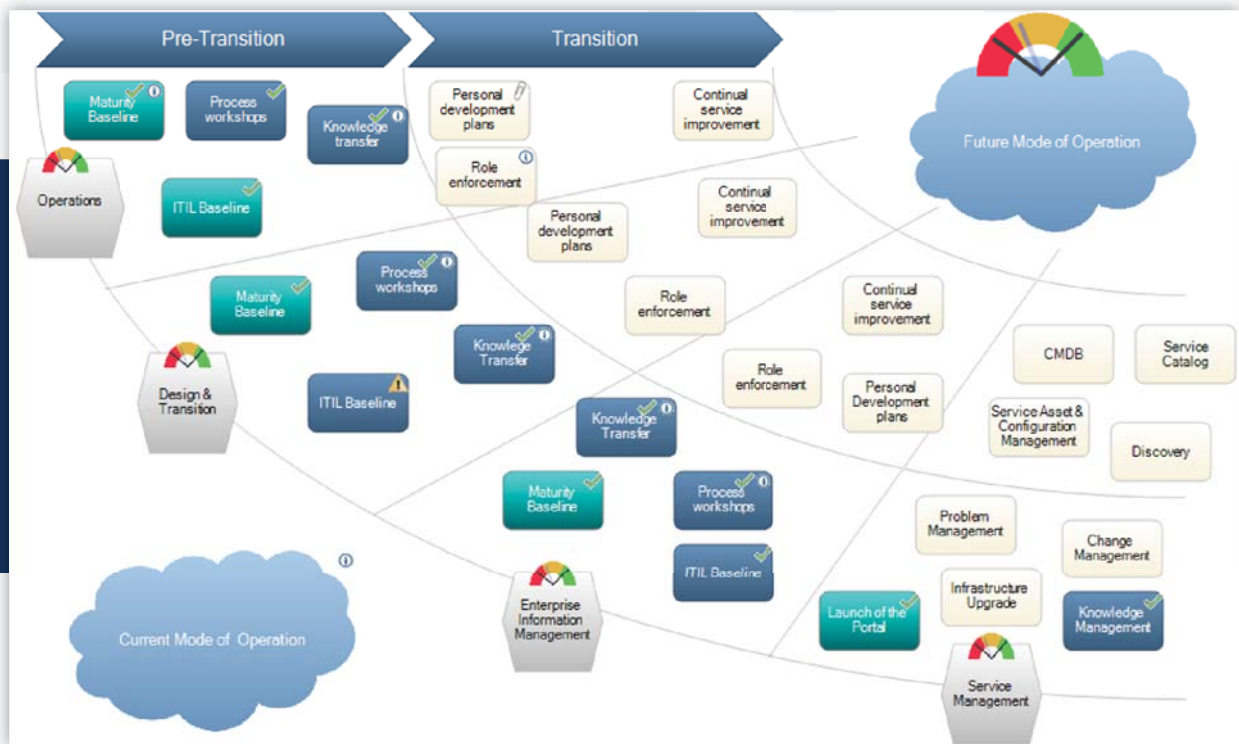 Pre-Transition
Transition
Maturity
Baseline
Process
workshops
Knowledge
transfer
Personal
development
plans
Continual
service
improvement
Future Mode of Operation
Role
enforcement
Operations
ITIL Baseline
Continual
service
improvement
Personal
development
plans
Process
workshops
Maturity
Baseline
Role
enforcement
Continual
service
improvement
Knowlege
Transfer
CMDB
Service
Catalog
Design &
Transition
ITIL Baseline
Role
enforcement
Personal
Development
plans
Knowledge
Transfer
Service Asset &
Configuration
Management
Discovery
Maturity
Baseline
Process
workshops
Problem
Management
Change
Management
ITIL Baseline
Enterprise
Information
Management
Infrastructure
Upgrade
Launch of the
Portal
Knowledge
Management
Current Mode of Operation
Service
Management